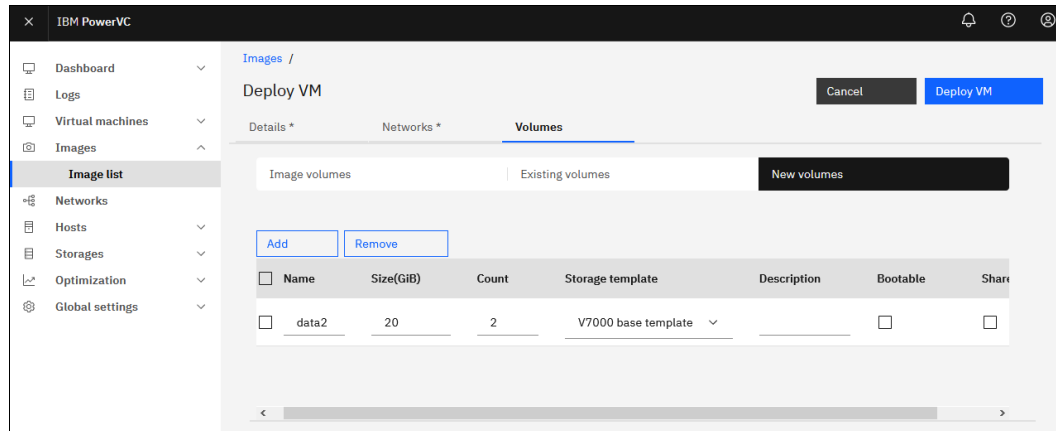 IBM PowerVC
Dashboard
Logs
Virtual machines
Images
Image list
Networks
Hosts
Storages
Optimization
Global settings
Images /
Deploy VM
Cancel
Deploy VM
Details *
Networks *
Volumes
Image volumes
Existing volumes
New volumes
Add
Remove
Name Size(GiB) Count Storage template Description Bootable Share
data2 20 2 V7000 base template